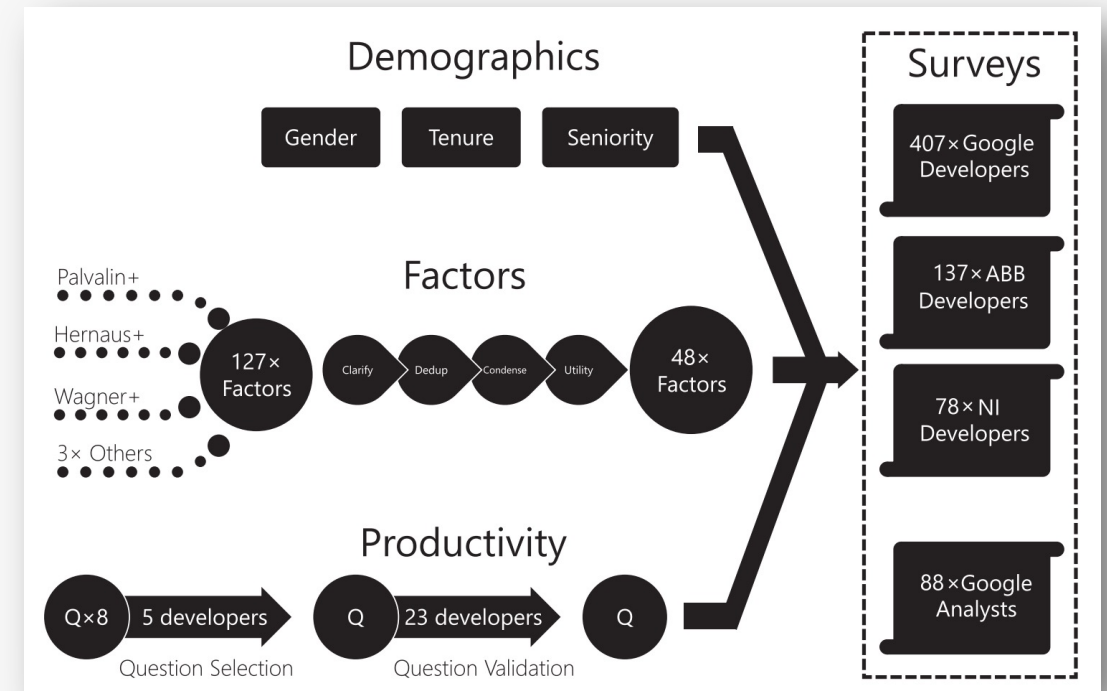 Demographics
Gender
Tenure
Seniority
Factors
Palvalin+
Hernaus+
Wagner+
3× Others
127×
Factors
Clarify
Dedup
Condense
Utility
48×
Factors
Productivity
Q×8
5 developers
Question Selection
Q
23 developers
Question Validation
Q
Surveys
407×Google
Developers
137×ABB
Developers
78×NI
Developers
88×Google
Analysts